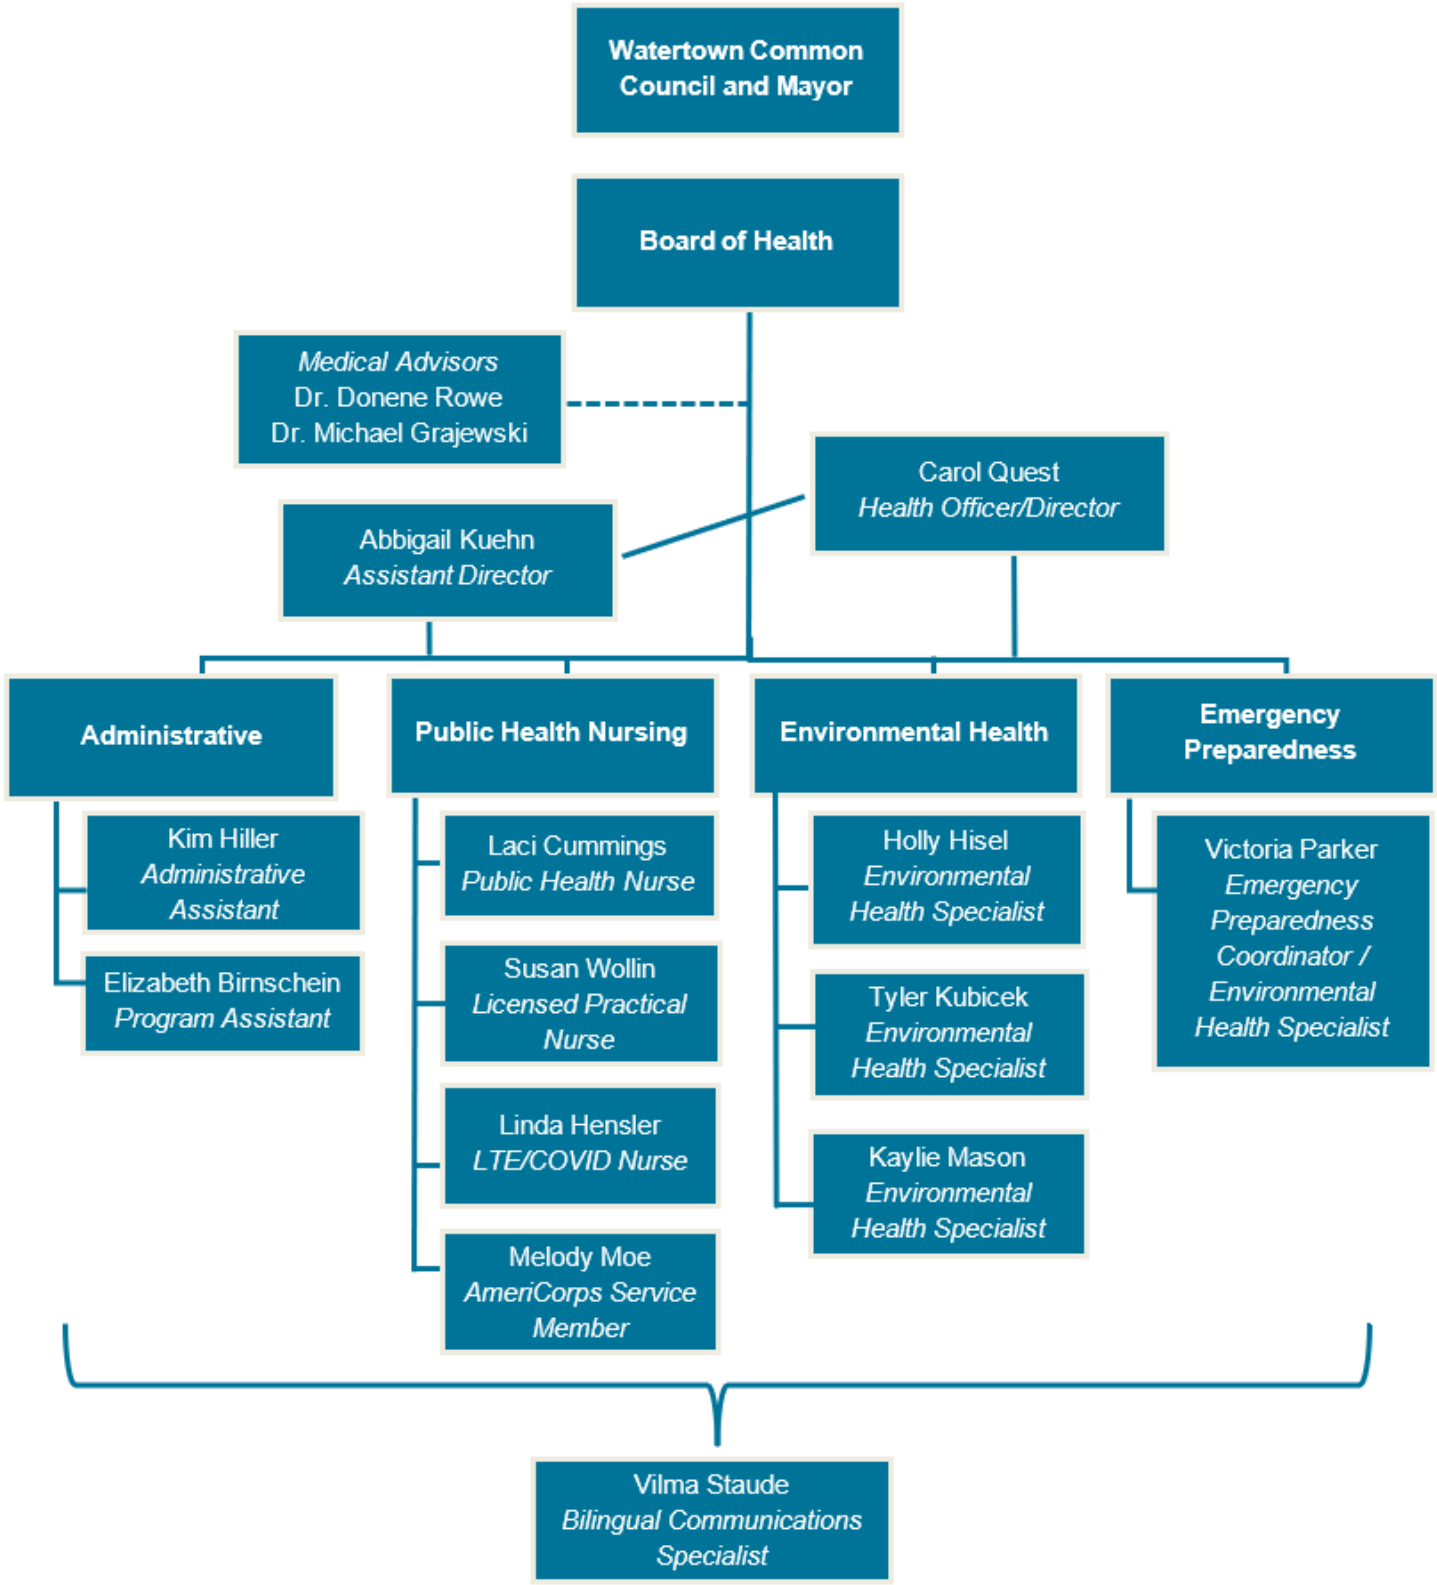 Watertown Common
Council and Mayor
Board of Health
Medical Advisors
Dr. Donene Rowe
Dr. Michael Grajewski
Carol Quest
Health Officer/Director
Abbigail Kuehn
Assistant Director
Administrative
Kim Hiller
Administrative
Assistant
Elizabeth Birnschein
Program Assistant
Public Health Nursing
Laci Cummings
Public Health Nurse
Susan Wollin
Licensed Practical
Nurse
Linda Hensler
LTE/COVID Nurse
Melody Moe
AmeriCorps Service
Member
Environmental Health
Holly Hisel
Environmental
Health Specialist
Tyler Kubicek
Environmental
Health Specialist
Kaylie Mason
Environmental
Health Specialist
Emergency
Preparedness
Victoria Parker
Emergency
Preparedness
Coordinator /
Environmental
Health Specialist
Vilma Staude
Bilingual Communications
Specialist